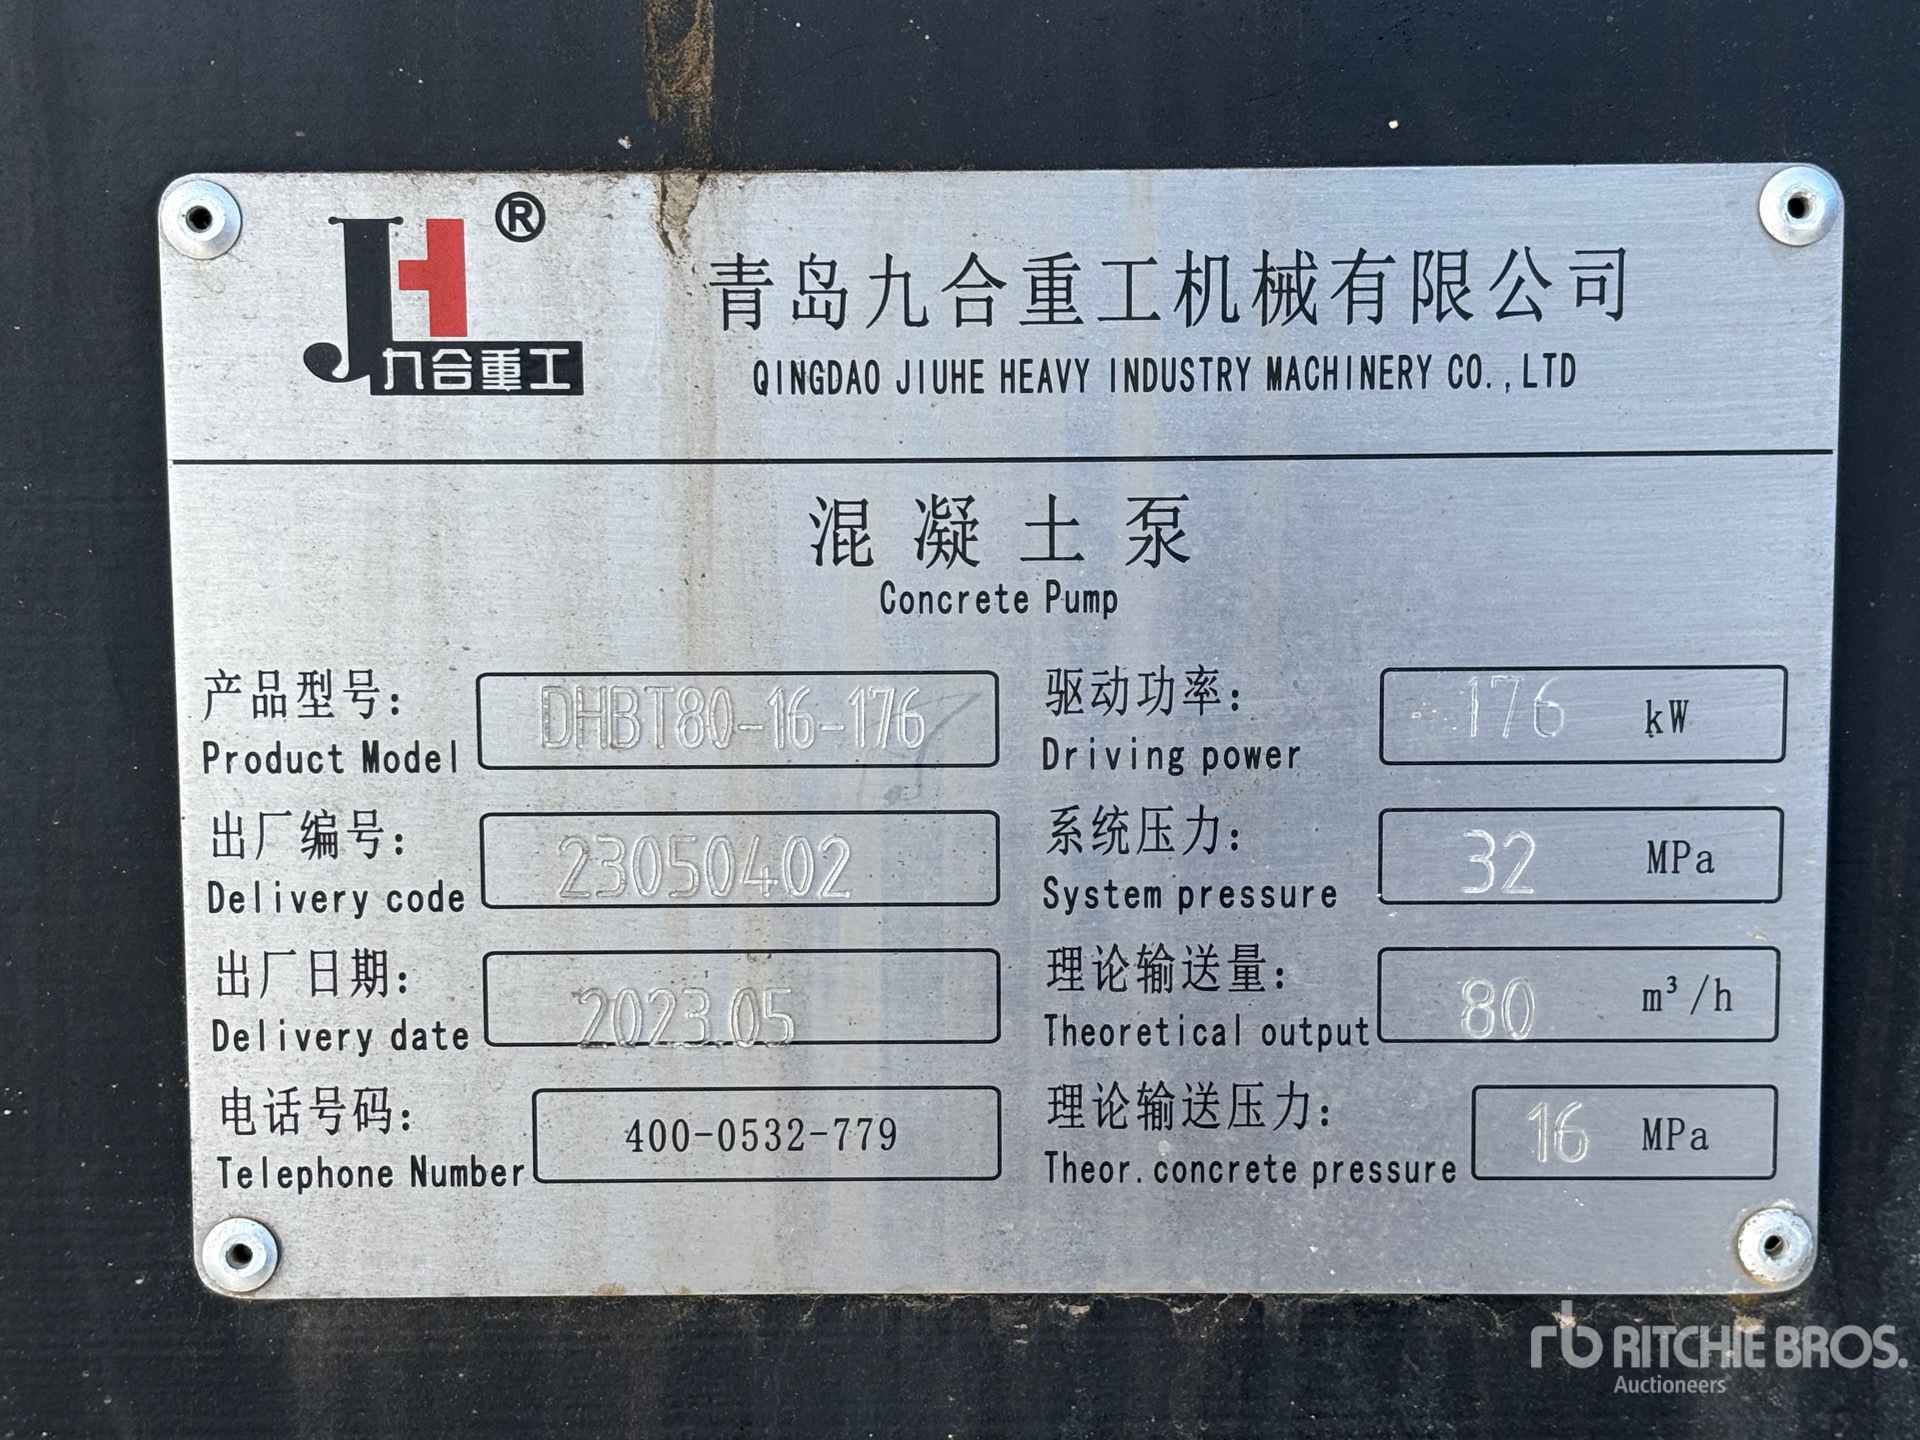 JH®
九合重工
青岛九合重工机械有限公司
QINGDAO JIUHE HEAVY INDUSTRY MACHINERY CO.,LTD
混凝土泵
Concrete Pump
产品型号: DHBT80-16-176
Product Model
出厂编号: 23050402
Delivery code
出厂日期: 2023.05
Delivery date
电话号码: 400-0532-779
Telephone Number
驱动功率: 176 kW
Driving power
系统压力: 32 MPa
System pressure
理论输送量: 80 m³/h
Theoretical output
理论输送压力: 16 MPa
Theor. concrete pressure
rb RITCHIE BROS.
Auctioneers